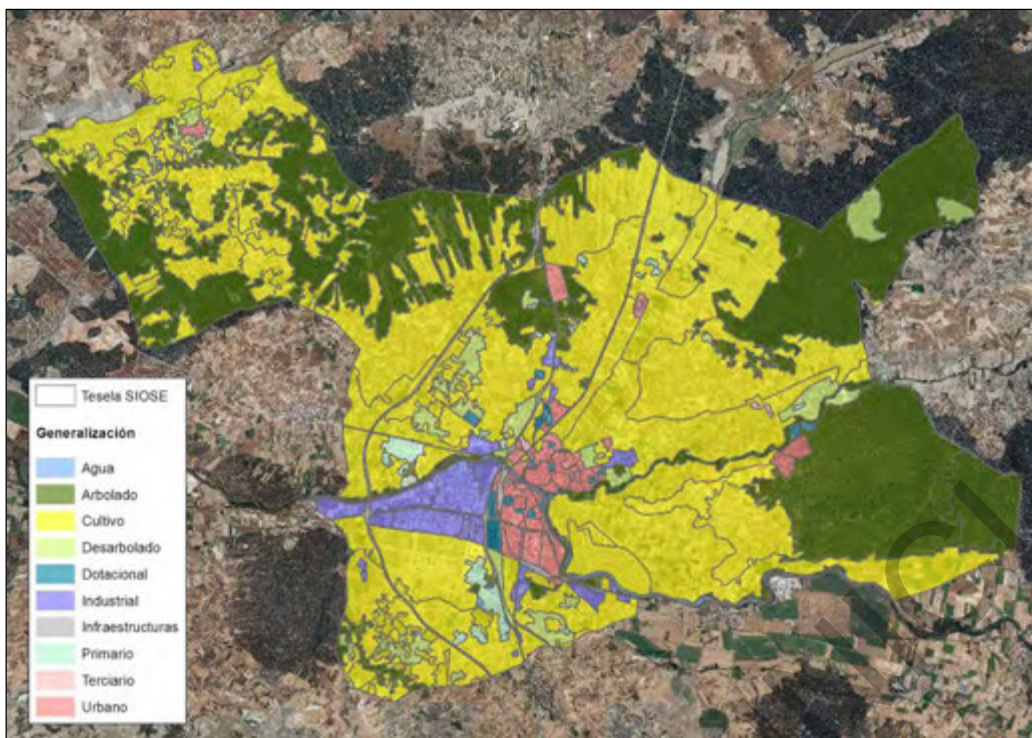 Tesela SIOSE
Generalización
Agua
Arbolado
Cultivo
Desarbolado
Dotacional
Industrial
Infraestructuras
Primario
Terciario
Urbano